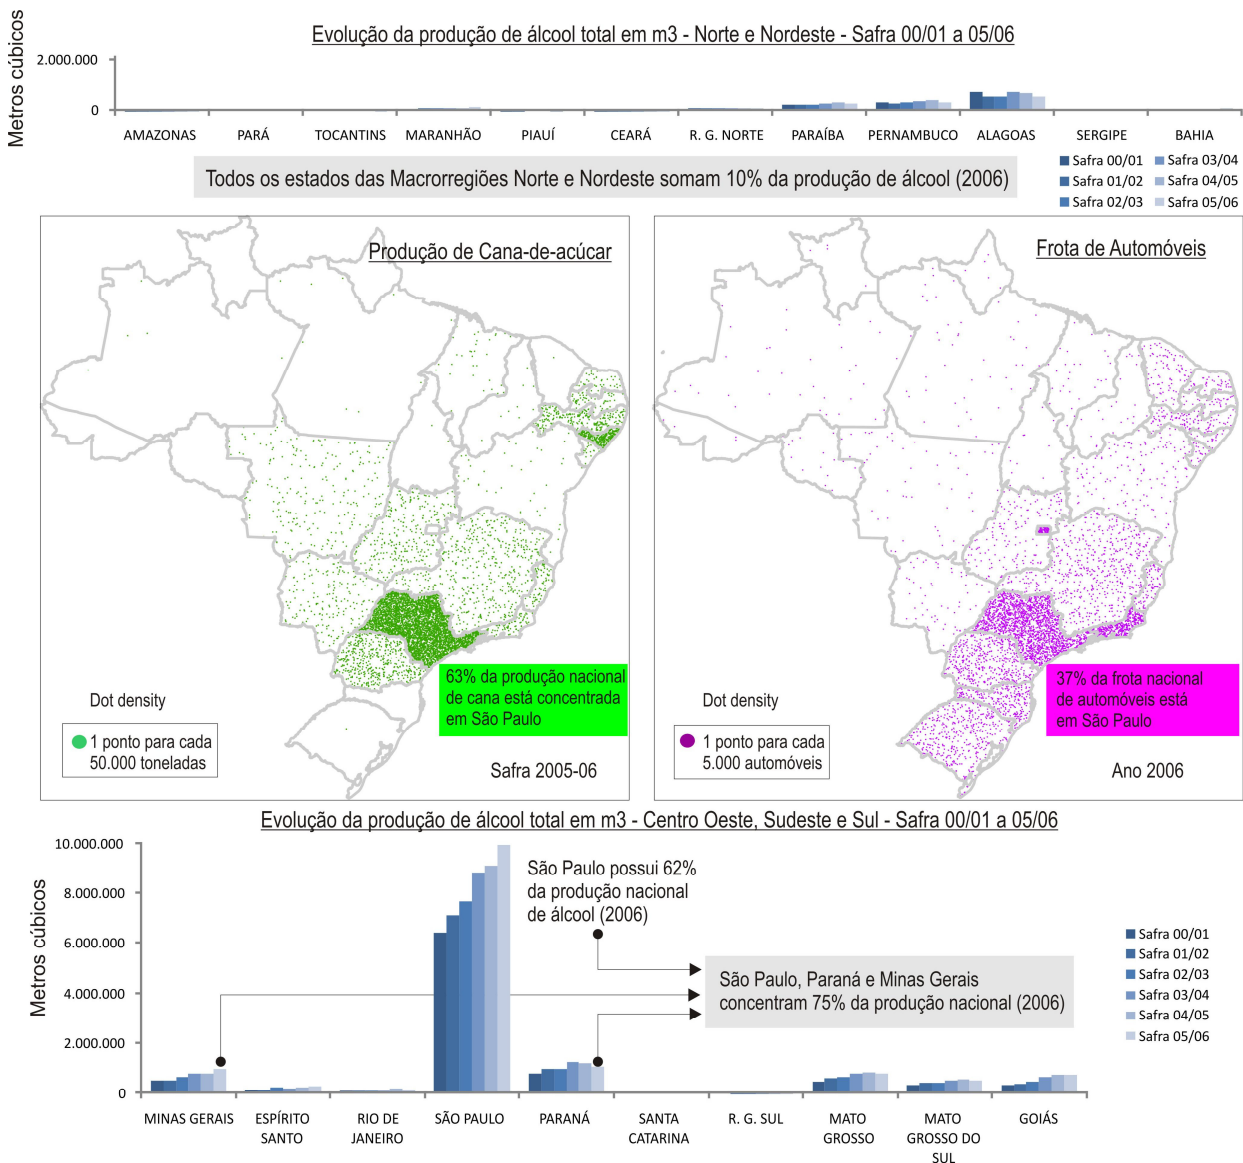 Evolução da produção de álcool total em m3 - Norte e Nordeste - Safra 00/01 a 05/06
Metros cúbicos
2.000.000
0
AMAZONAS PARÁ TOCANTINS MARANHÃO PIAUÍ CEARÁ R. G. NORTE PARAÍBA PERNAMBUCO ALAGOAS SERGIPE BAHIA
Safra 00/01 Safra 03/04
Safra 01/02 Safra 04/05
Safra 02/03 Safra 05/06
Todos os estados das Macrorregiões Norte e Nordeste somam 10% da produção de álcool (2006)
Produção de Cana-de-acúcar
63% da produção nacional
de cana está concentrada
em São Paulo
Dot density
1 ponto para cada
50.000 toneladas
Safra 2005-06
Frota de Automóveis
37% da frota nacional
de automóveis está
em São Paulo
Dot density
1 ponto para cada
5.000 automóveis
Ano 2006
Evolução da produção de álcool total em m3 - Centro Oeste, Sudeste e Sul - Safra 00/01 a 05/06
Metros cúbicos
10.000.000
8.000.000
6.000.000
4.000.000
2.000.000
0
São Paulo possui 62%
da produção nacional
de álcool (2006)
São Paulo, Paraná e Minas Gerais
concentram 75% da produção nacional (2006)
Safra 00/01
Safra 01/02
Safra 02/03
Safra 03/04
Safra 04/05
Safra 05/06
MINAS GERAIS
ESPÍRITO
SANTO
RIO DE
JANEIRO
SÃO PAULO
PARANÁ
SANTA
CATARINA
R. G. SUL
MATO
GROSSO
MATO
GROSSO DO
SUL
GOIÁS